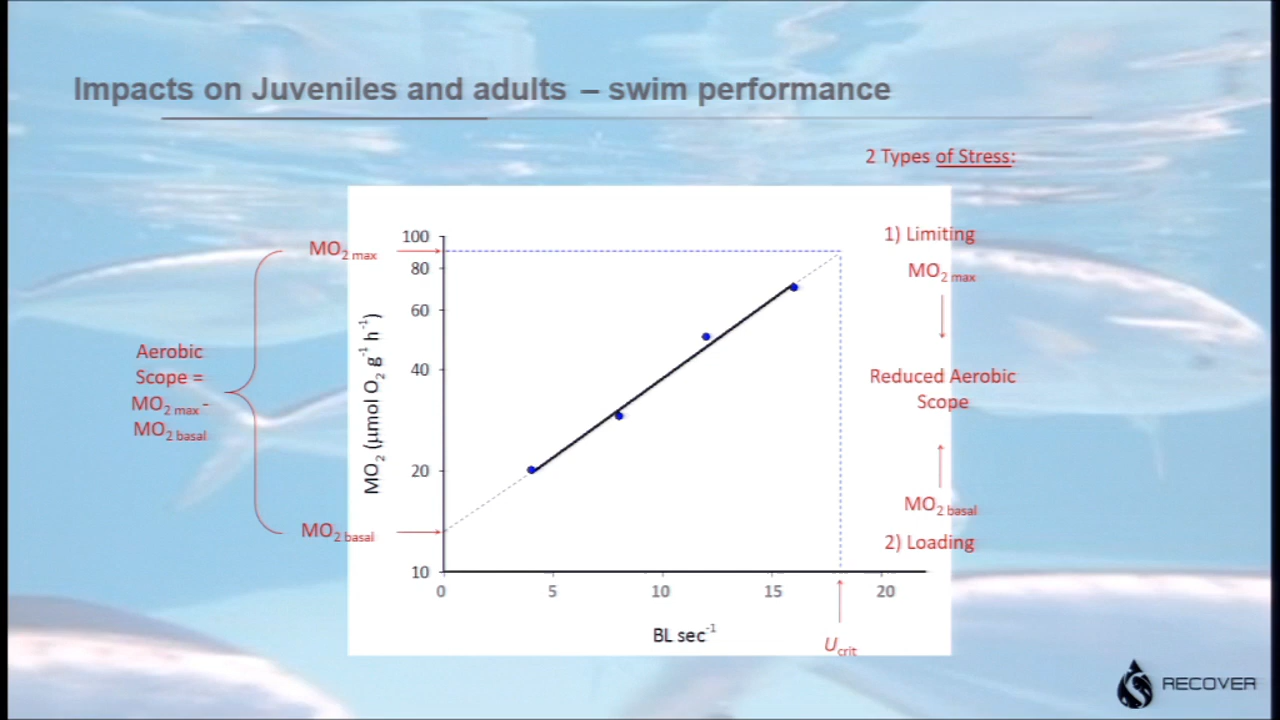 Impacts on Juveniles and adults – swim performance
2 Types of Stress:
1) Limiting
MO2 max
Reduced Aerobic
Scope
MO2 basal
2) Loading
MO2 max
Aerobic
Scope =
MO2 max -
MO2 basal
MO2 basal
MO2 (µmol O2 g-1 h-1)
100
80
60
40
20
10
0 5 10 15 20
BL sec-1
Ucrit
RECOVER